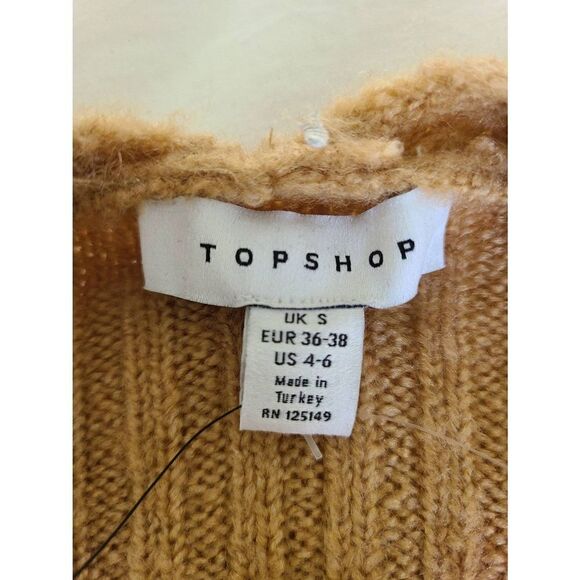 TOPSHOP
UK S
EUR 36-38
US 4-6
Made in
Turkey
RN 125149